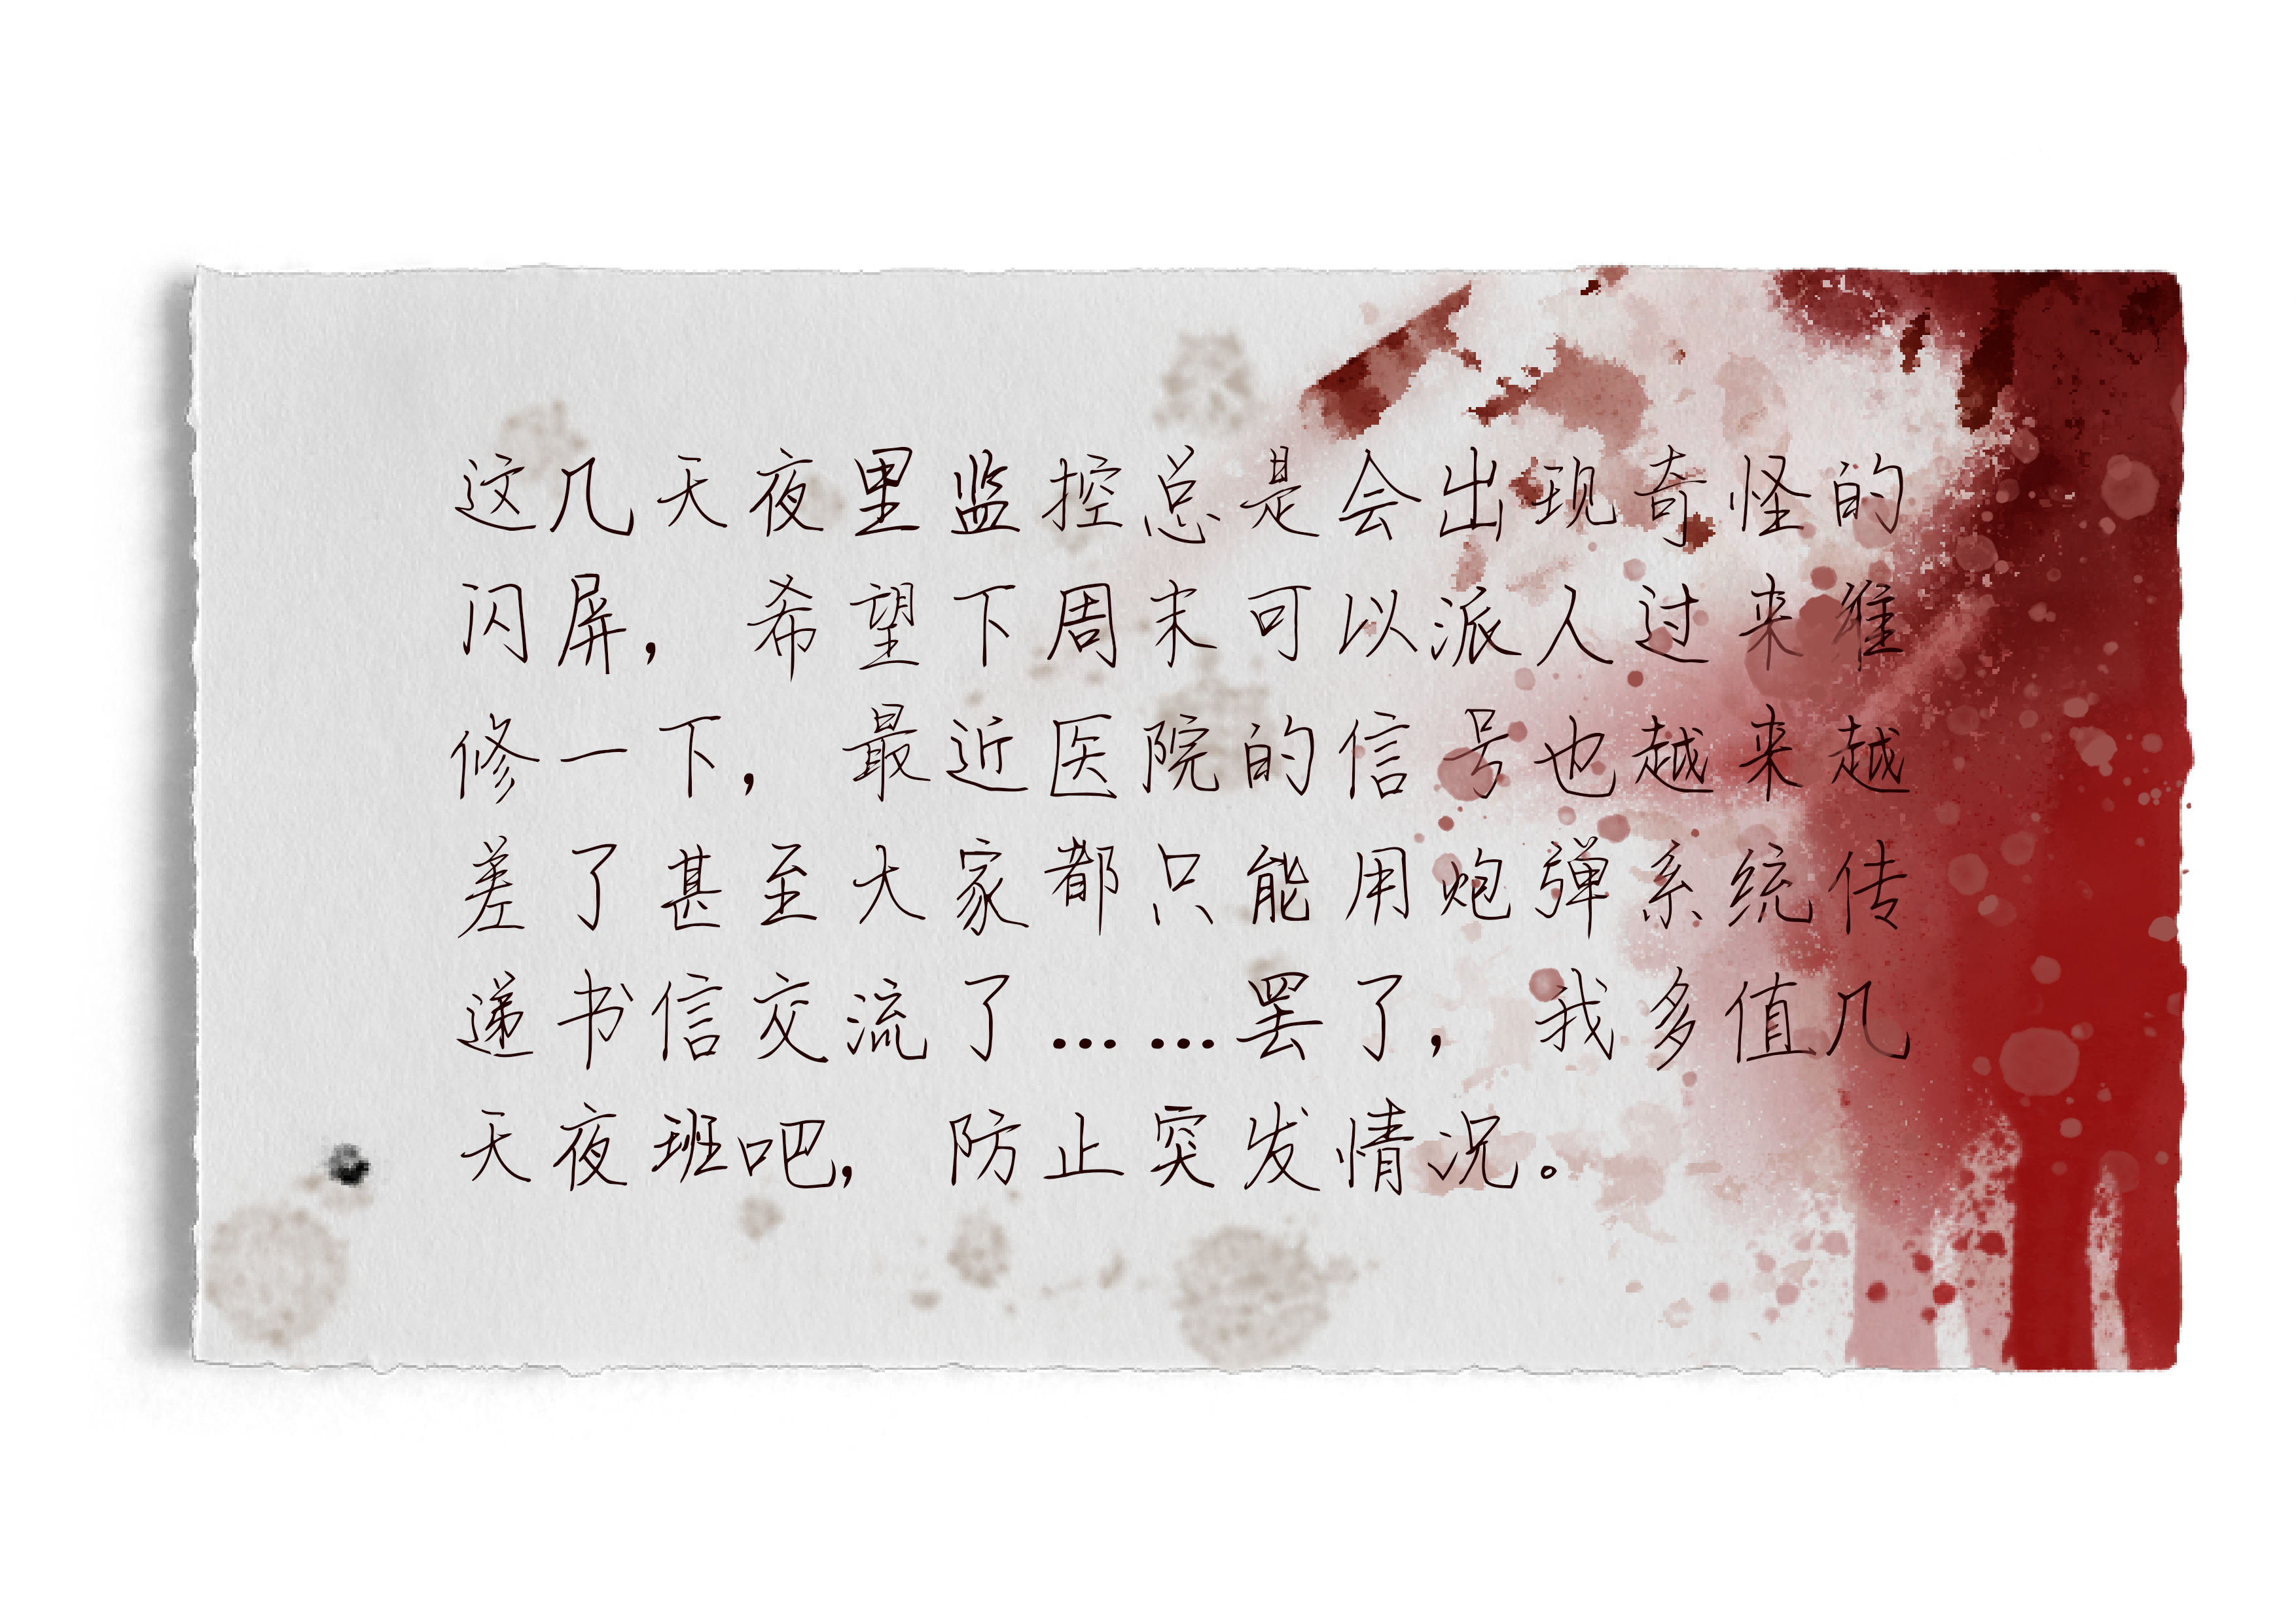 这几天夜里监控总是会出现奇怪的
闪屏，希望下周末可以派人过来维
修一下，最近医院的信号也越来越
差了甚至大家都只能用炮弹系统传
递书信交流了……罢了，我多值几
天夜班吧，防止突发情况。